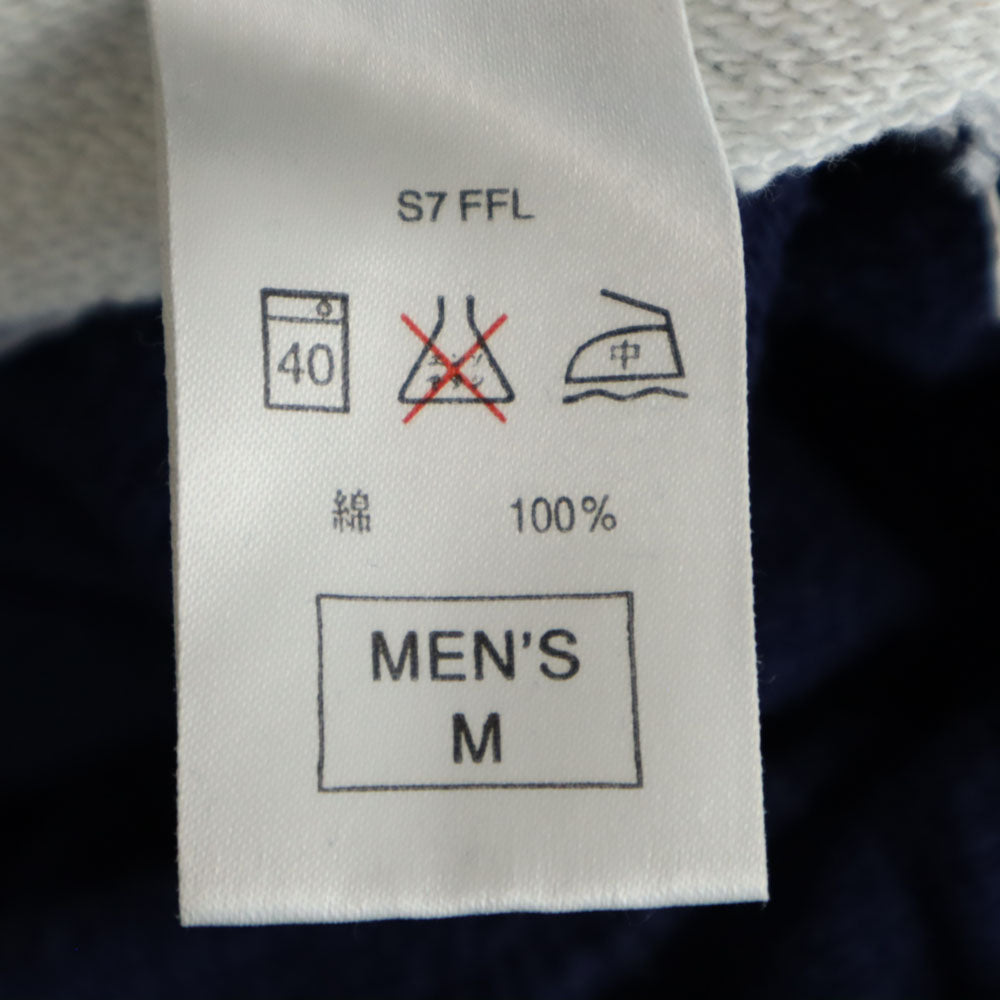 S7 FFL
40
中
綿 100%
MEN'S
M